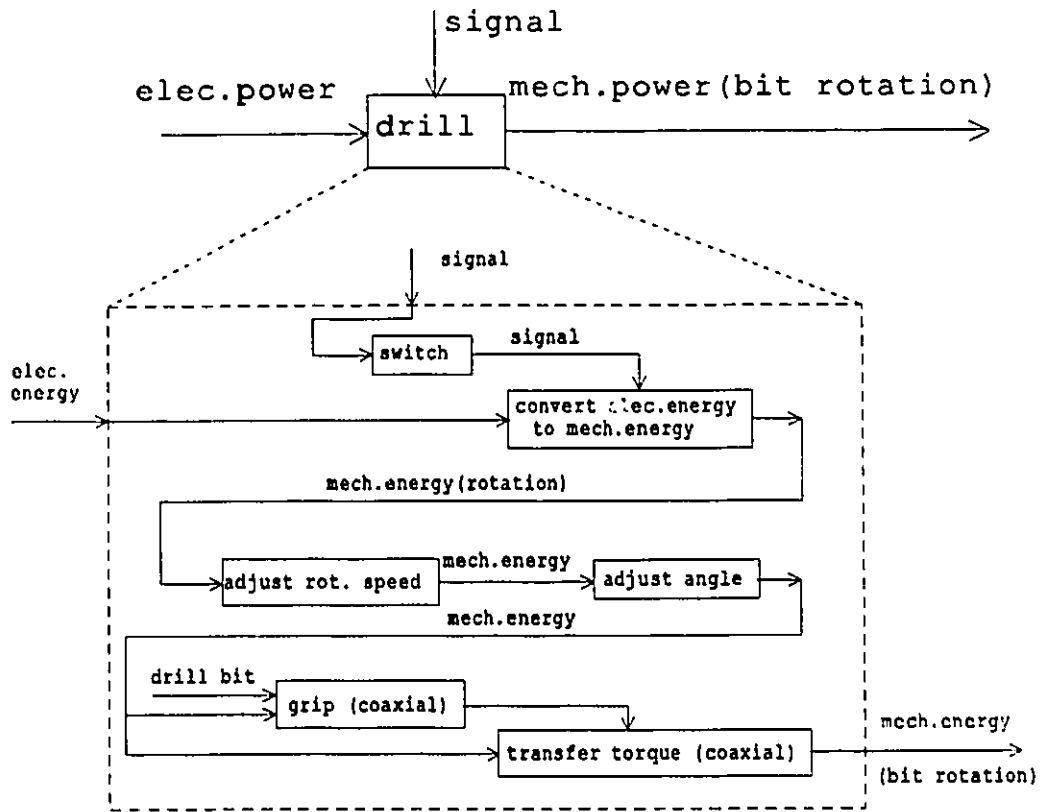 signal
elec.power
mech.power(bit rotation)
drill
signal
switch
signal
elec.
energy
convert elec.energy
to mech.energy
mech.energy(rotation)
adjust rot. speed
mech.energy
adjust angle
mech.energy
drill bit
grip (coaxial)
transfer torque (coaxial)
mech.energy
(bit rotation)